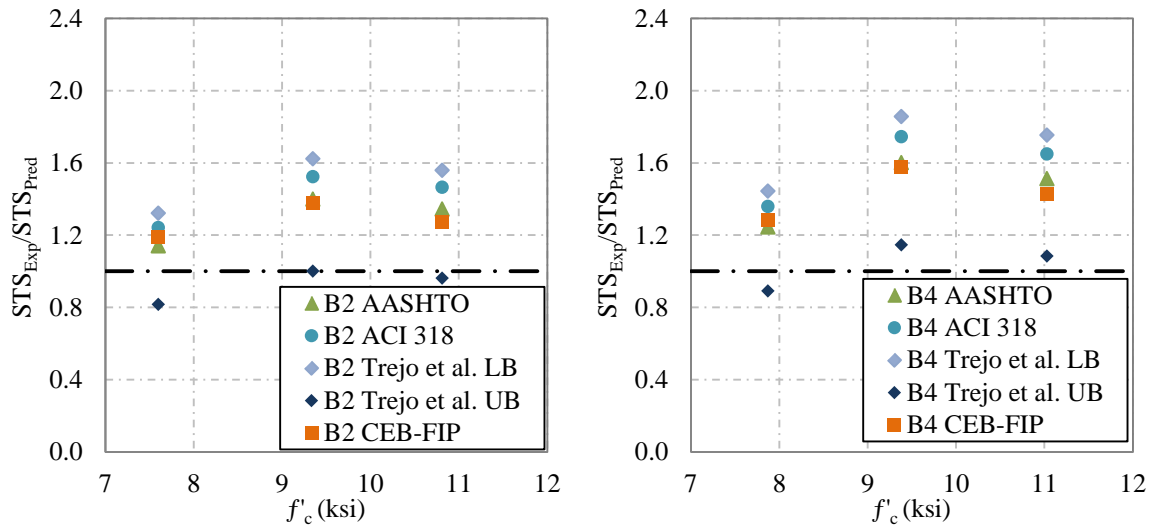 2.4
2.0
1.6
1.2
0.8
0.4
0.0
STS_Exp/STS_Pred
7 8 9 10 11 12
f'c (ksi)
B2 AASHTO
B2 ACI 318
B2 Trejo et al. LB
B2 Trejo et al. UB
B2 CEB-FIP
2.4
2.0
1.6
1.2
0.8
0.4
0.0
STS_Exp/STS_Pred
7 8 9 10 11 12
f'c (ksi)
B4 AASHTO
B4 ACI 318
B4 Trejo et al. LB
B4 Trejo et al. UB
B4 CEB-FIP